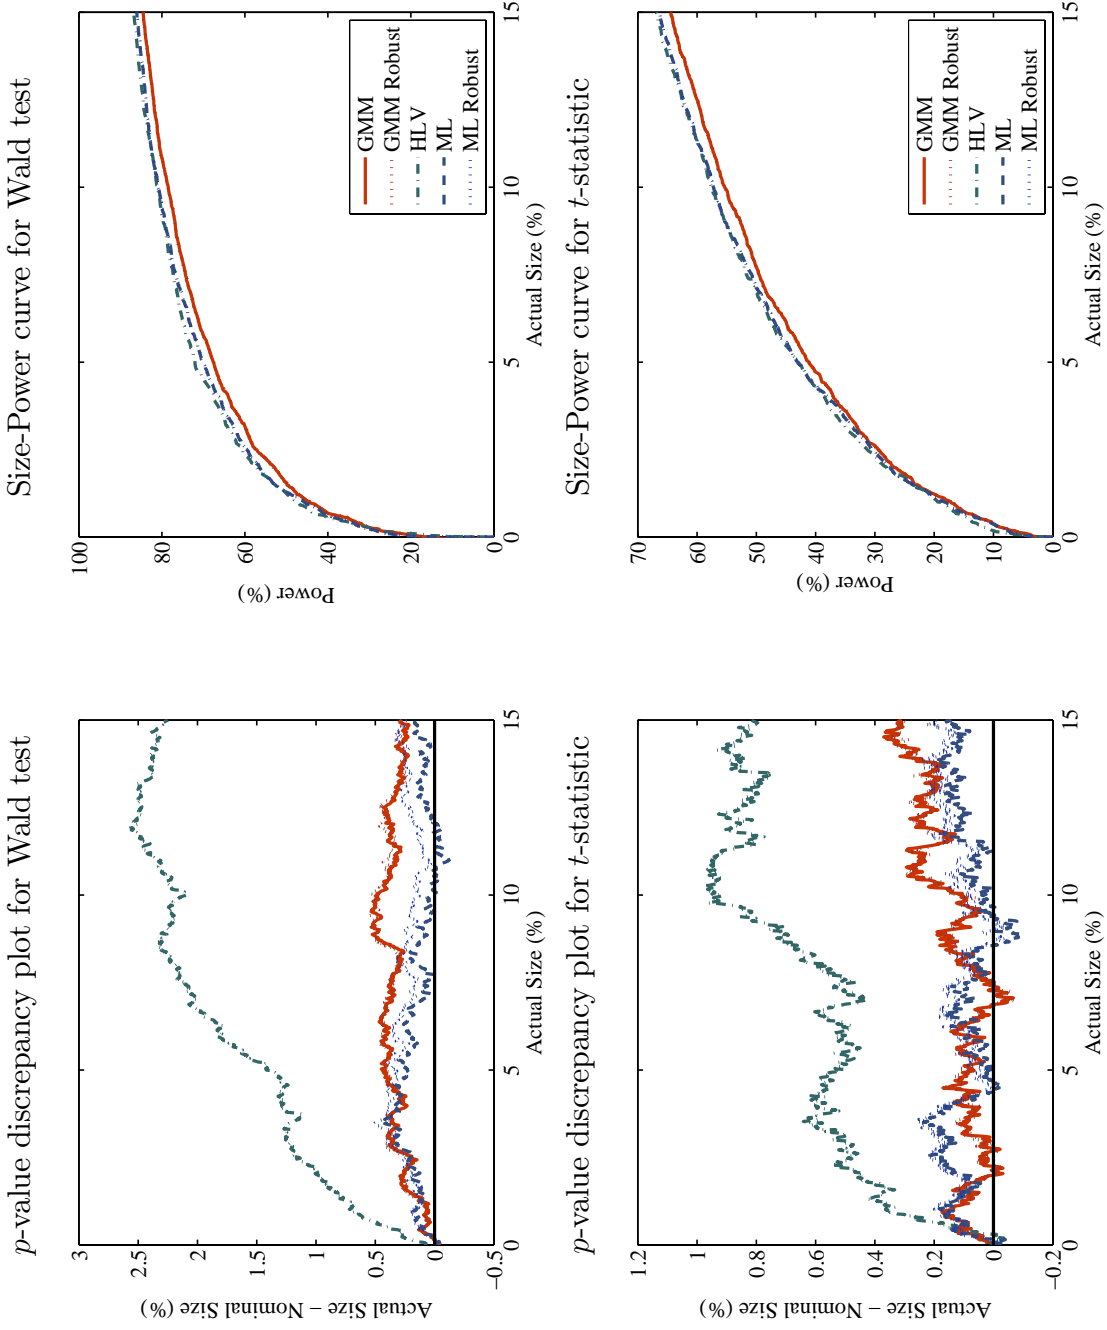 p-value discrepancy plot for Wald test
3
2.5
2
1.5
1
0.5
0
−0.5
Actual Size − Nominal Size (%)
0
5
10
15
Actual Size (%)
Size-Power curve for Wald test
100
80
60
40
20
0
Power (%)
0
5
10
15
Actual Size (%)
GMM
GMM Robust
HLV
ML
ML Robust
p-value discrepancy plot for t-statistic
1.2
1
0.8
0.6
0.4
0.2
0
−0.2
Actual Size − Nominal Size (%)
0
5
10
15
Actual Size (%)
Size-Power curve for t-statistic
70
60
50
40
30
20
10
0
Power (%)
0
5
10
15
Actual Size (%)
GMM
GMM Robust
HLV
ML
ML Robust